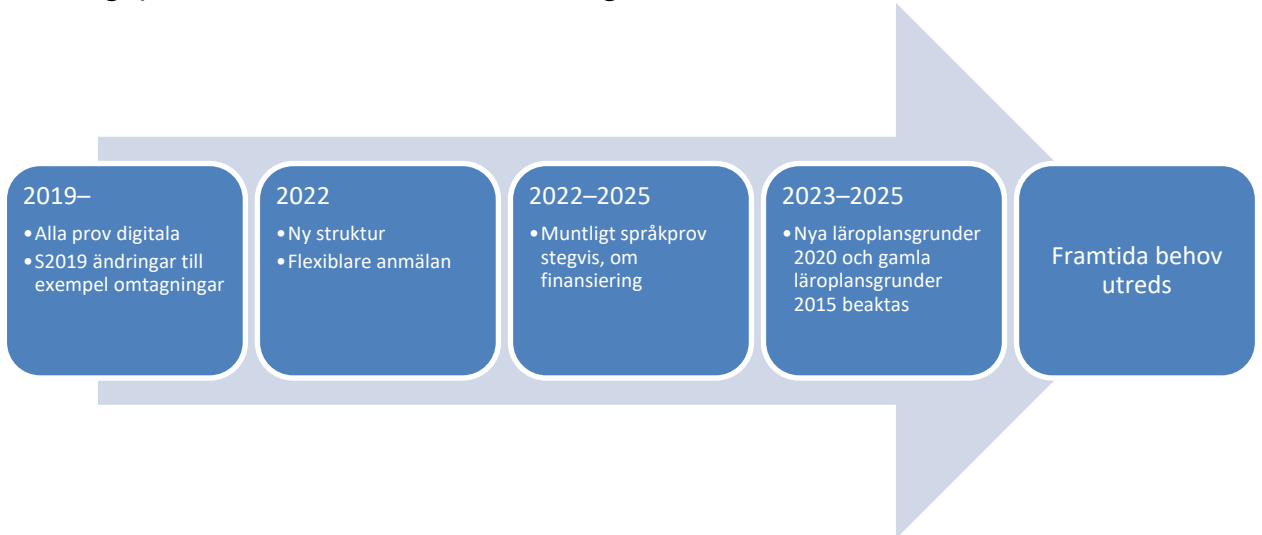 2019–
•Alla prov digitala
•S2019 ändringar till
exempel omtagningar
2022
•Ny struktur
•Flexiblare anmälan
2022–2025
•Muntligt språkprov
stegvis, om
finansiering
2023–2025
•Nya läroplansgrunder
2020 och gamla
läroplansgrunder
2015 beaktas
Framtida behov
utreds